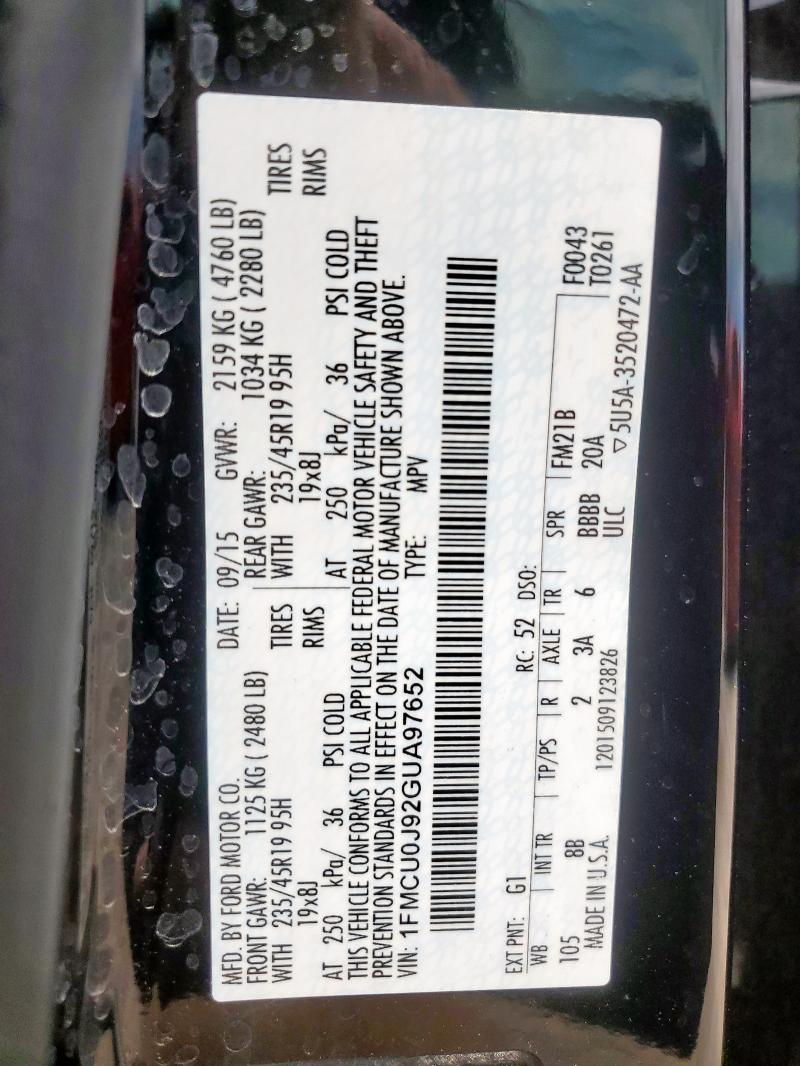 MFD. BY FORD MOTOR CO. DATE: 09/15 GVWR: 2159 KG ( 4760 LB)
FRONT GAWR: 1125 KG ( 2480 LB) REAR GAWR: 1034 KG ( 2280 LB)
WITH 235/45R19 95H TIRES WITH 235/45R19 95H TIRES
19x8J RIMS 19x8J RIMS
AT 250 kPa/ 36 PSI COLD AT 250 kPa/ 36 PSI COLD
THIS VEHICLE CONFORMS TO ALL APPLICABLE FEDERAL MOTOR VEHICLE SAFETY AND THEFT
PREVENTION STANDARDS IN EFFECT ON THE DATE OF MANUFACTURE SHOWN ABOVE.
VIN: 1FMCU0J92GUA97652 TYPE: MPV
EXT PNT: G1 RC: 52 DSO:
WB INT TR TP/PS R AXLE TR SPR FM21B F0043
105 8B 2 3A 6 BBBB 20A T0261
ULC
MADE IN U.S.A. 1201509123826 ▽5U5A-3520472-AA